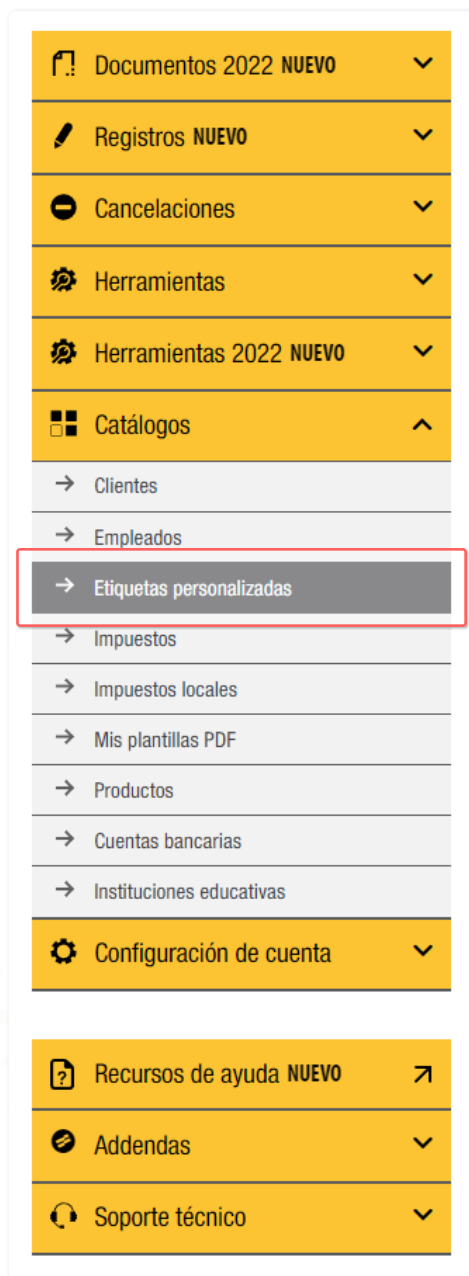 Documentos 2022 NUEVO
Registros NUEVO
Cancelaciones
Herramientas
Herramientas 2022 NUEVO
Catálogos
Clientes
Empleados
Etiquetas personalizadas
Impuestos
Impuestos locales
Mis plantillas PDF
Productos
Cuentas bancarias
Instituciones educativas
Configuración de cuenta
Recursos de ayuda NUEVO
Addendas
Soporte técnico